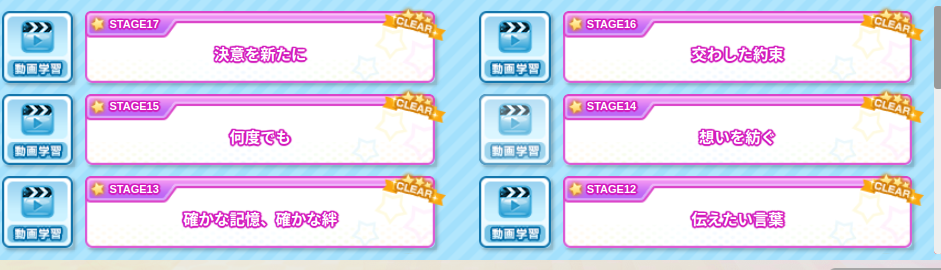 STAGE17
CLEAR
動画学習
決意を新たに
STAGE16
CLEAR
動画学習
交わした約束
STAGE15
CLEAR
動画学習
何度でも
STAGE14
CLEAR
動画学習
想いを紡ぐ
STAGE13
CLEAR
動画学習
確かな記憶、確かな絆
STAGE12
CLEAR
動画学習
伝えたい言葉